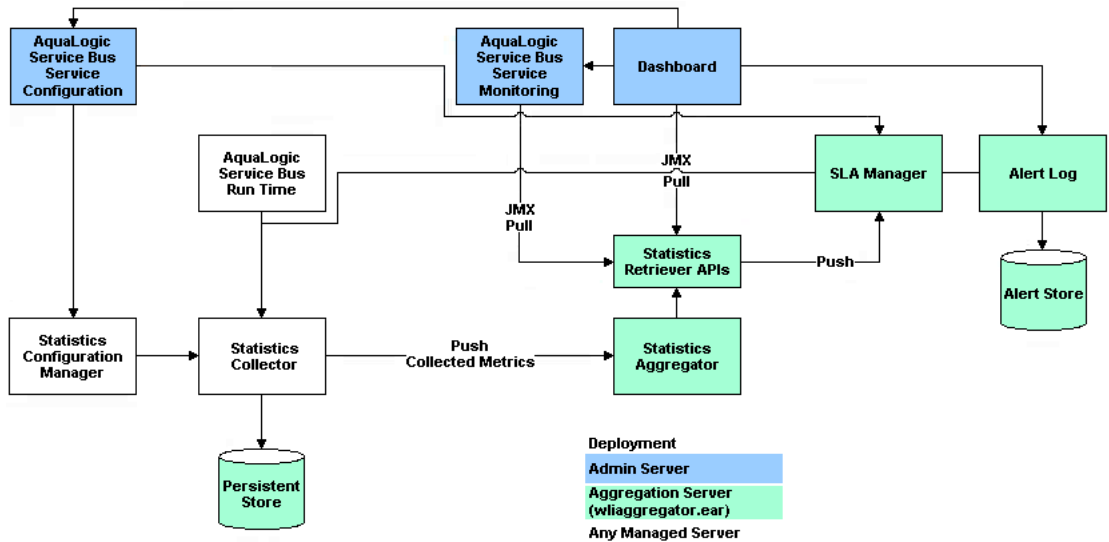 AquaLogic
Service Bus
Service
Configuration
AquaLogic
Service Bus
Service
Monitoring
Dashboard
AquaLogic
Service Bus
Run Time
JMX
Pull
SLA Manager
Alert Log
JMX
Pull
Statistics
Retriever APIs
Push
Alert Store
Statistics
Configuration
Manager
Statistics
Collector
Push
Collected Metrics
Statistics
Aggregator
Persistent
Store
Deployment
Admin Server
Aggregation Server
(wliaggregator.ear)
Any Managed Server